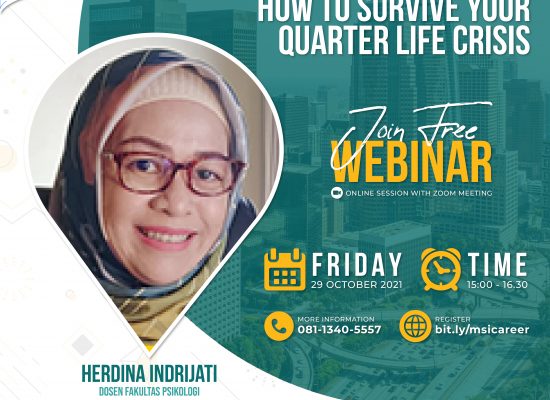 HOW TO SURVIVE YOUR
QUARTER LIFE CRISIS
Join Free
WEBINAR
ONLINE SESSION WITH ZOOM MEETING
FRIDAY
29 OCTOBER 2021
TIME
15:00 - 16.30
MORE INFORMATION
081-1340-5557
REGISTER
bit.ly/msicareer
HERDINA INDRIJATI
DOSEN FAKULTAS PSIKOLOGI